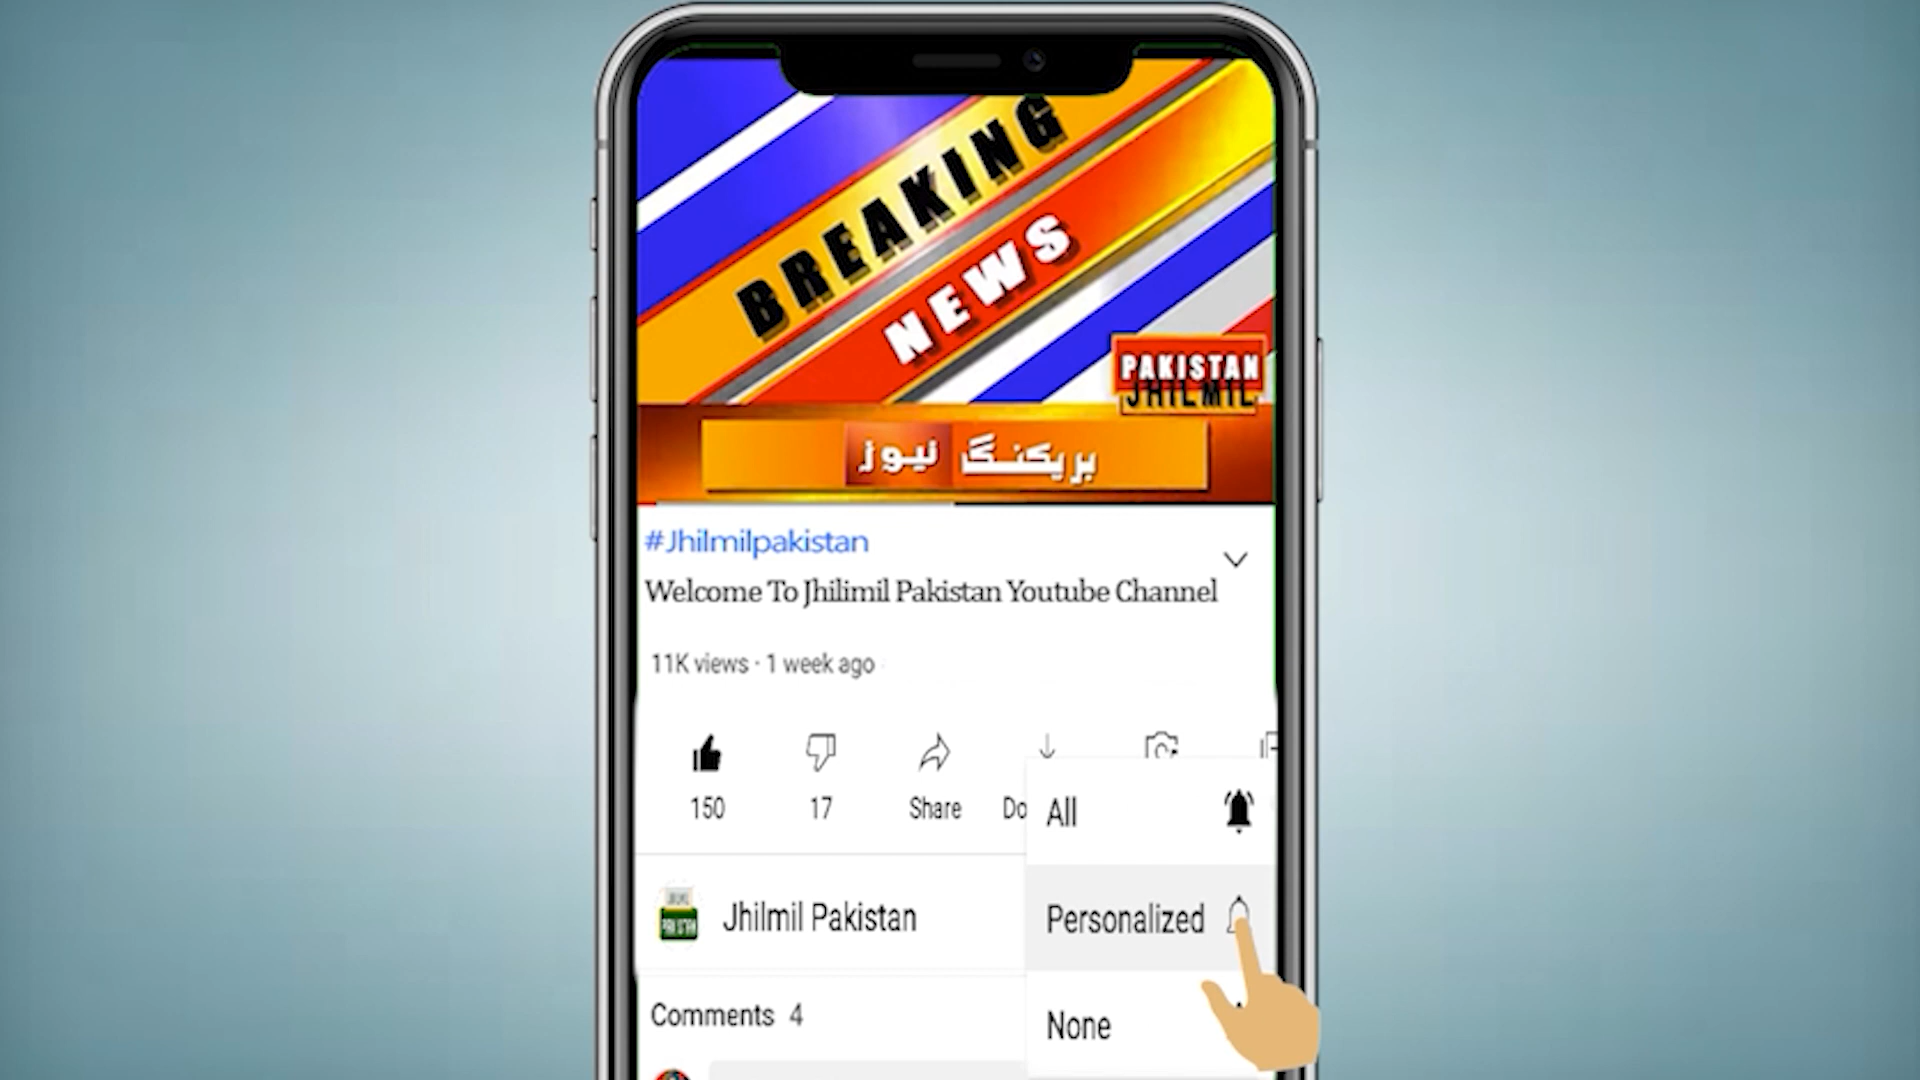 BREAKING
NEWS
PAKISTAN
JHILMIL
بریکنگ نیوز
#Jhilmilpakistan
Welcome To Jhilimil Pakistan Youtube Channel
11K views · 1 week ago
150
17
Share
Do
All
Jhilmil Pakistan
Personalized
Comments 4
None